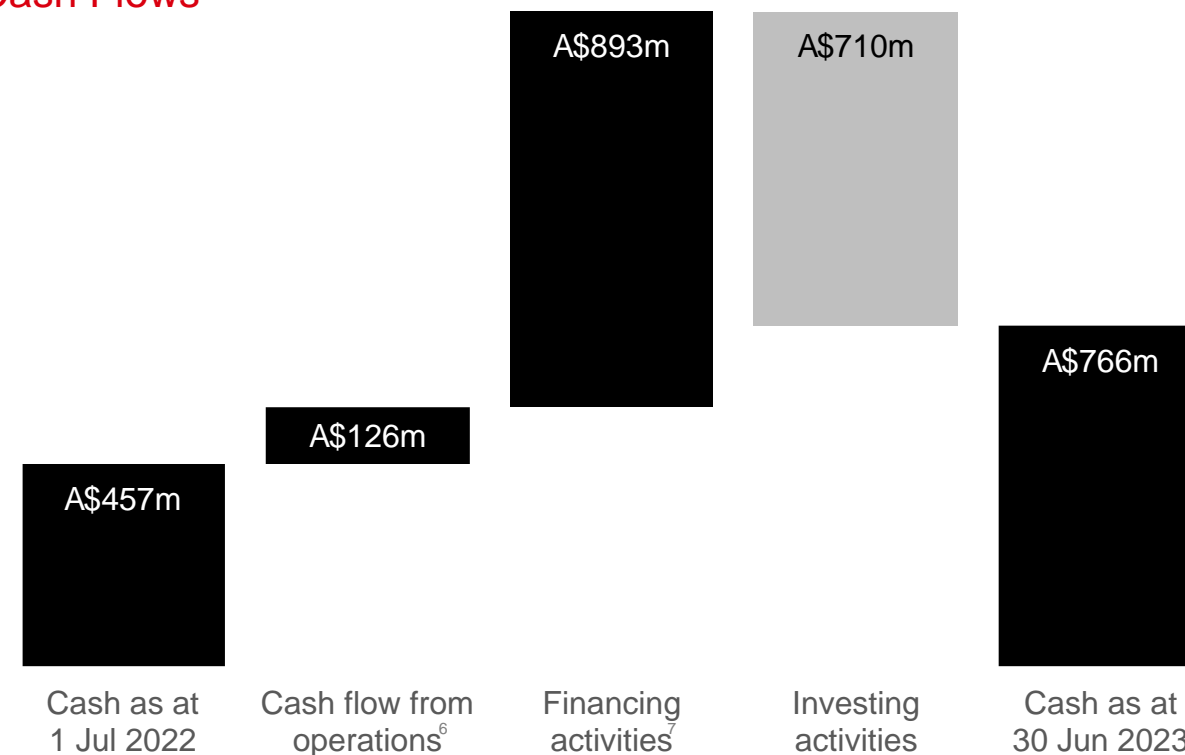 Cash Flows
A$893m
A$710m
A$766m
A$126m
A$457m
Cash as at
1 Jul 2022
Cash flow from
operations6
Financing
activities7
Investing
activities
Cash as at
30 Jun 2023